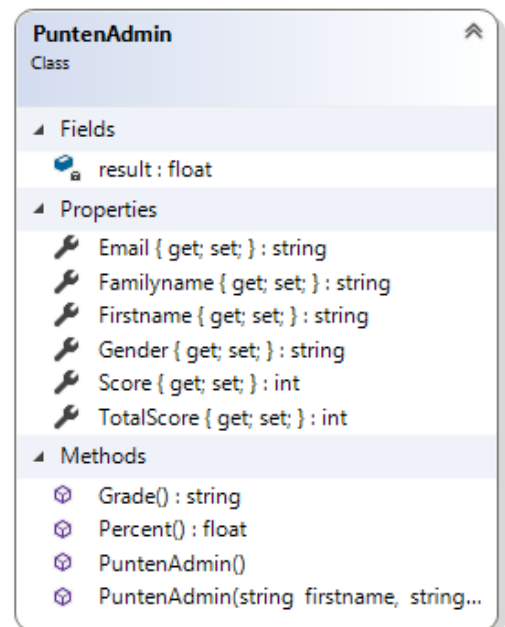 PuntenAdmin
Class
Fields
result : float
Properties
Email { get; set; } : string
Familyname { get; set; } : string
Firstname { get; set; } : string
Gender { get; set; } : string
Score { get; set; } : int
TotalScore { get; set; } : int
Methods
Grade() : string
Percent() : float
PuntenAdmin()
PuntenAdmin(string firstname, string...